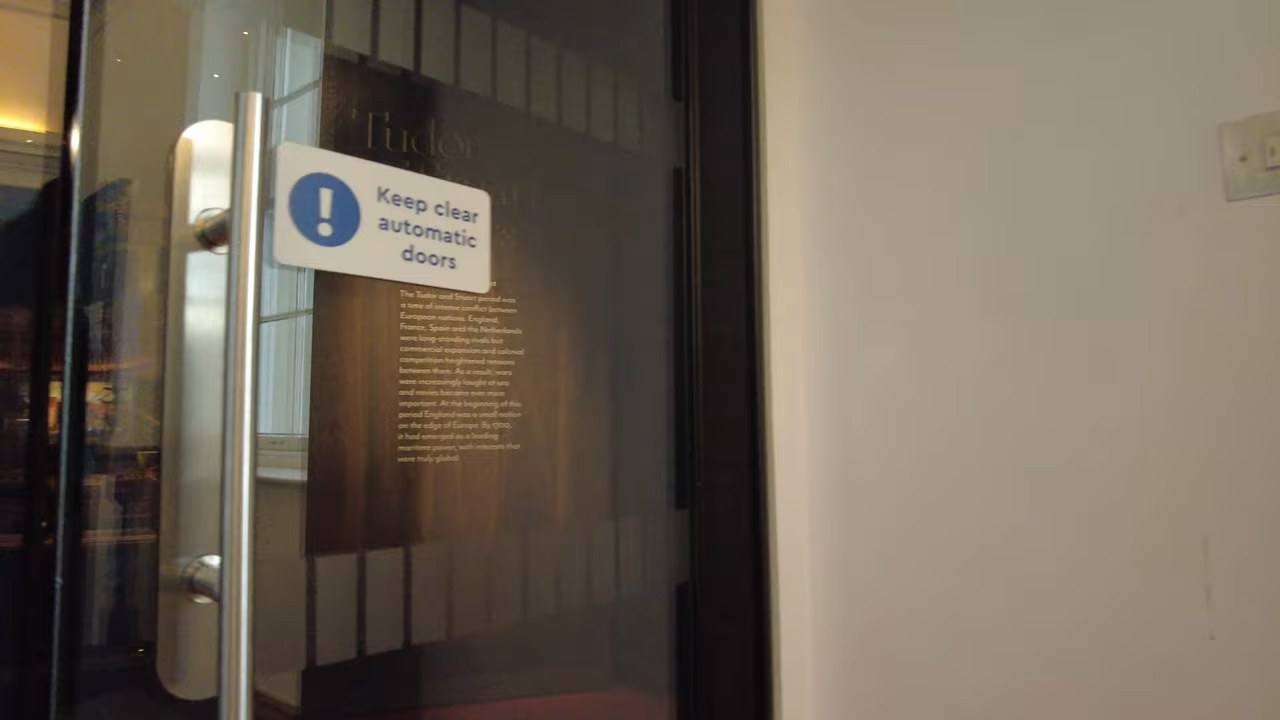 Tudor
Keep clear
automatic
doors
The Tudor and Stuart period was
a time of intense conflict between
European nations. England,
France, Spain and the Netherlands
were long-standing rivals but
commercial expansion and colonial
competition heightened tensions
between them. As a result, wars
were increasingly fought at sea
and navies became ever more
important. At the beginning of this
period England was a small nation
on the edge of Europe. By 1700,
it had emerged as a leading
maritime power, with interests that
were truly global.